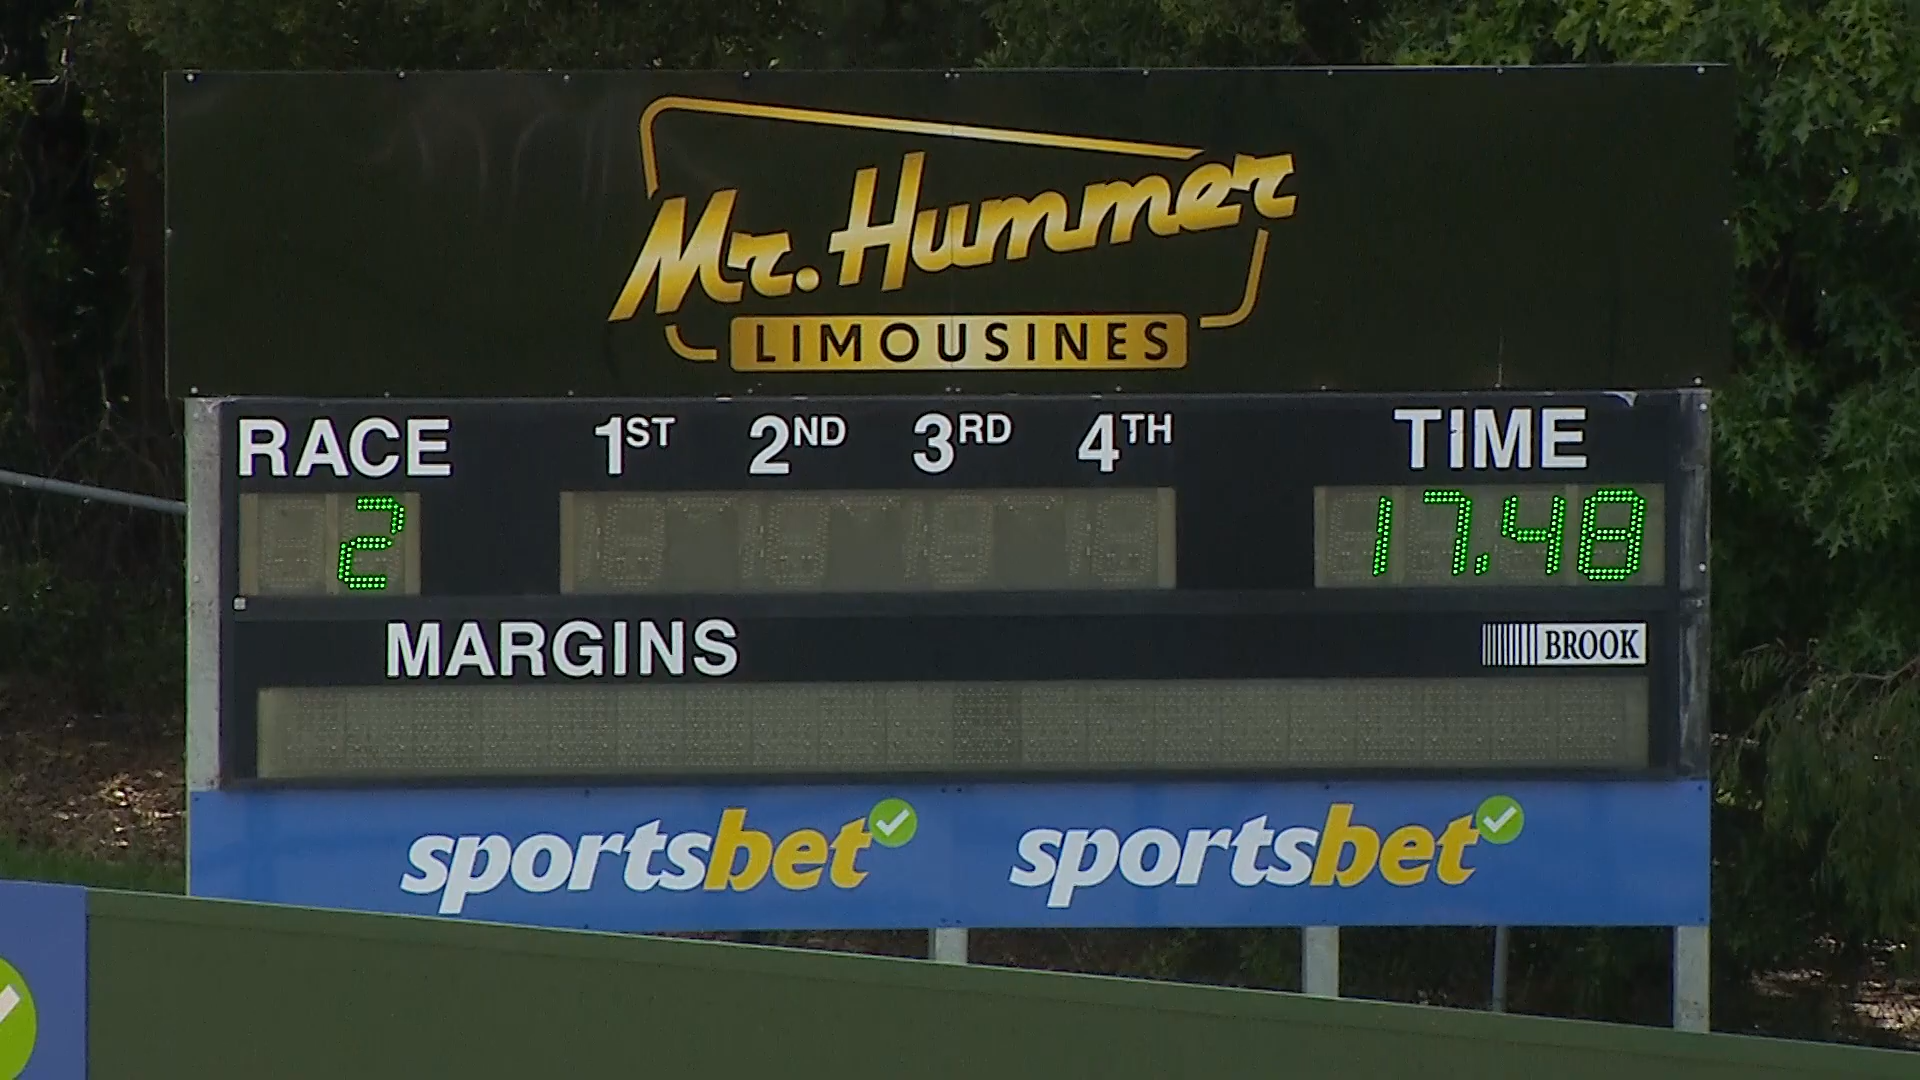 Mr. Hummer
LIMOUSINES
RACE 1ST 2ND 3RD 4TH TIME
2 17.48
MARGINS BROOK
sportsbet sportsbet